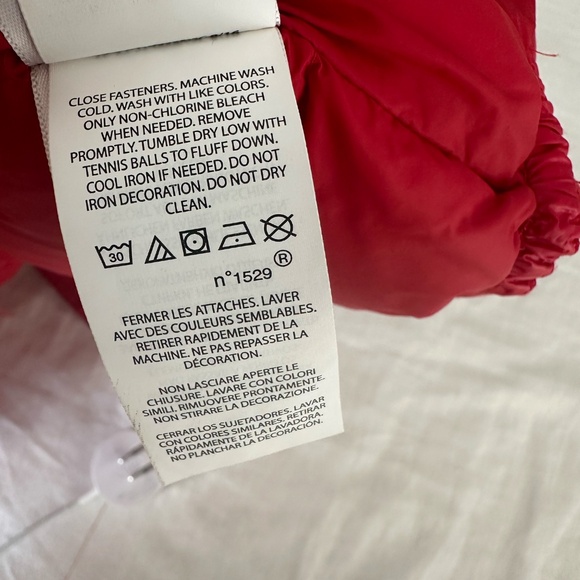 CLOSE FASTENERS. MACHINE WASH
COLD. WASH WITH LIKE COLORS.
ONLY NON-CHLORINE BLEACH
WHEN NEEDED. REMOVE
PROMPTLY. TUMBLE DRY LOW WITH
TENNIS BALLS TO FLUFF DOWN.
COOL IRON IF NEEDED. DO NOT
IRON DECORATION. DO NOT DRY
CLEAN.
30
n°1529 ®
FERMER LES ATTACHES. LAVER
AVEC DES COULEURS SEMBLABLES.
RETIRER RAPIDEMENT DE LA
MACHINE. NE PAS REPASSER LA
DÉCORATION.
NON LASCIARE APERTE LE
CHIUSURE. LAVARE CON COLORI
SIMILI. RIMUOVERE PRONTAMENTE.
NON STIRARE LA DECORAZIONE.
CERRAR LOS SUJETADORES. LAVAR
CON COLORES SIMILARES. RETIRAR
RÁPIDAMENTE DE LA LAVADORA.
NO PLANCHAR LA DECORACIÓN.